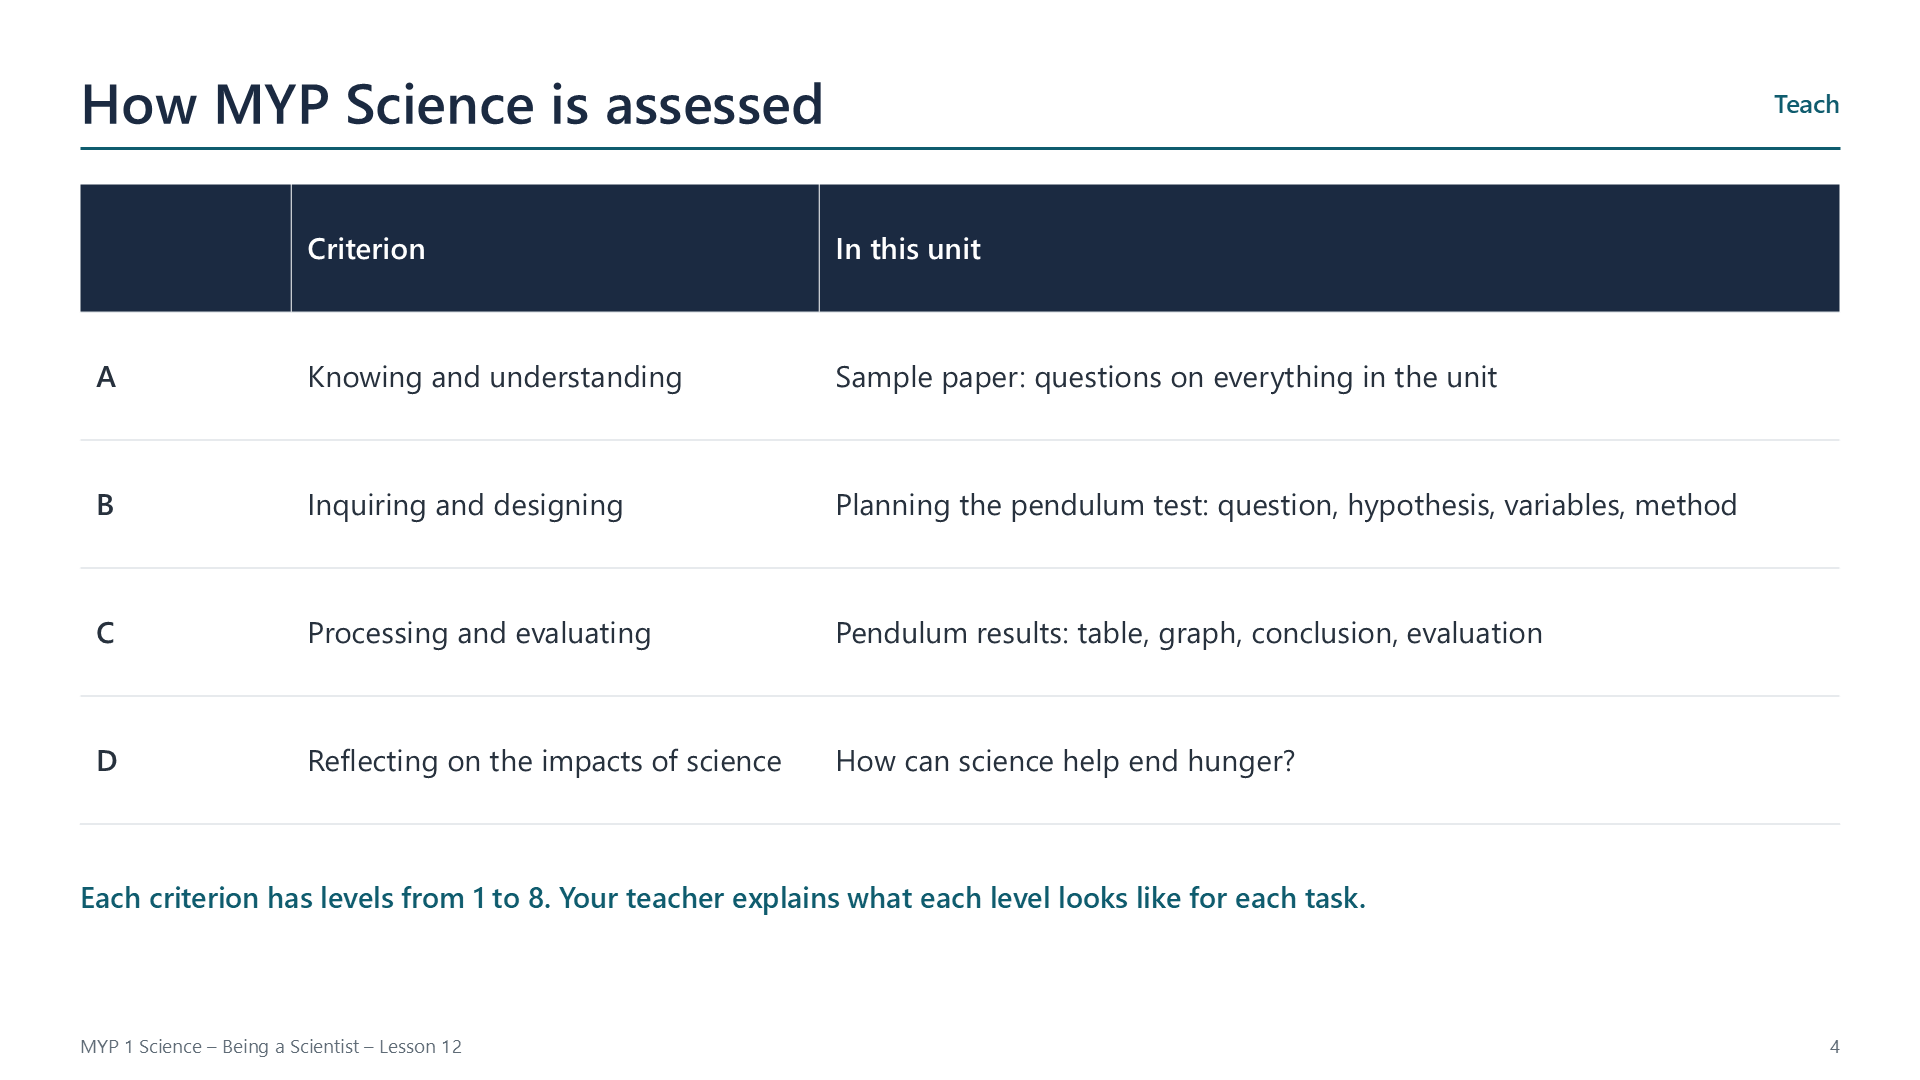 How MYP Science is assessed
Teach
Criterion
In this unit
A
Knowing and understanding
Sample paper: questions on everything in the unit
B
Inquiring and designing
Planning the pendulum test: question, hypothesis, variables, method
C
Processing and evaluating
Pendulum results: table, graph, conclusion, evaluation
D
Reflecting on the impacts of science
How can science help end hunger?
Each criterion has levels from 1 to 8. Your teacher explains what each level looks like for each task.
MYP 1 Science – Being a Scientist – Lesson 12
4